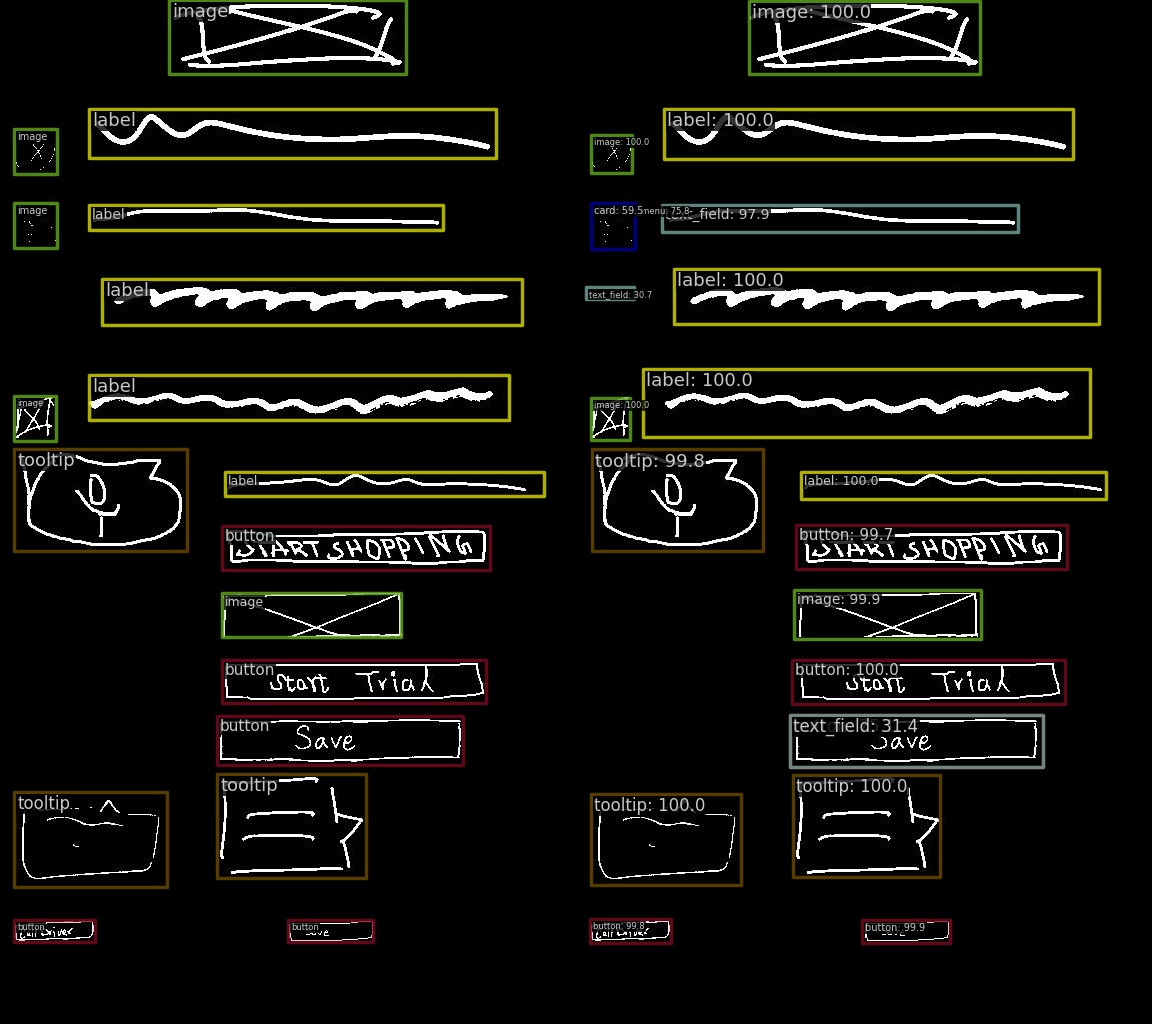 image
image: 100.0
label
label: 100.0
image
image: 100.0
image
label
card: 59.5
menu: 75.8
text_field: 97.9
label
label: 100.0
text_field: 30.7
label
label: 100.0
image
image: 100.0
tooltip
tooltip: 99.8
label
label: 100.0
button
START SHOPPING
button: 99.7
START SHOPPING
image
image: 99.9
button
Start Trial
button: 100.0
Start Trial
button
Save
text_field: 31.4
Save
tooltip
tooltip: 100.0
tooltip
tooltip: 100.0
button
button
button: 99.8
button: 99.9